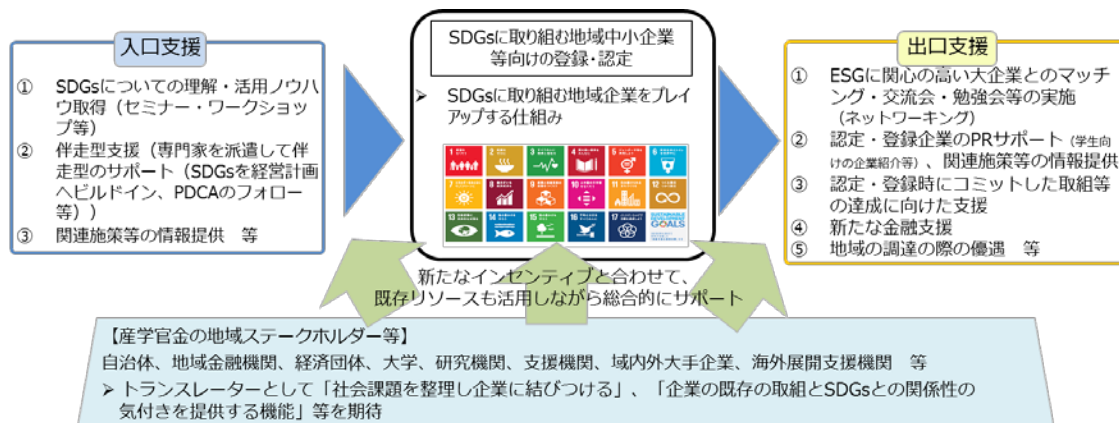 入口支援
① SDGsについての理解・活用ノウハ
ウ取得（セミナー・ワークショッ
プ等）
② 伴走型支援（専門家を派遣して伴
走型のサポート（SDGsを経営計画
へビルドイン、PDCAのフォロー
等））
③ 関連施策等の情報提供　等
SDGsに取り組む地域中小企業
等向けの登録・認定
➤ SDGsに取り組む地域企業をプレイ
アップする仕組み
1
2
3
4
5
6
7
8
9
10
11
12
13
14
15
16
17
SUSTAINABLE
DEVELOPMENT
GOALS
出口支援
① ESGに関心の高い大企業とのマッ
チング・交流会・勉強会等の実施
（ネットワーキング）
② 認定・登録企業のPRサポート（学生向
けの企業紹介等）、関連施策等の情報提供
③ 認定・登録時にコミットした取組等
の達成に向けた支援
④ 新たな金融支援
⑤ 地域の調達の際の優遇　等
新たなインセンティブと合わせて、
既存リソースも活用しながら総合的にサポート
【産学官金の地域ステークホルダー等】
自治体、地域金融機関、経済団体、大学、研究機関、支援機関、域内外大手企業、海外展開支援機関　等
➤ トランスレーターとして「社会課題を整理し企業に結びつける」、「企業の既存の取組とSDGsとの関係性の
気付きを提供する機能」等を期待